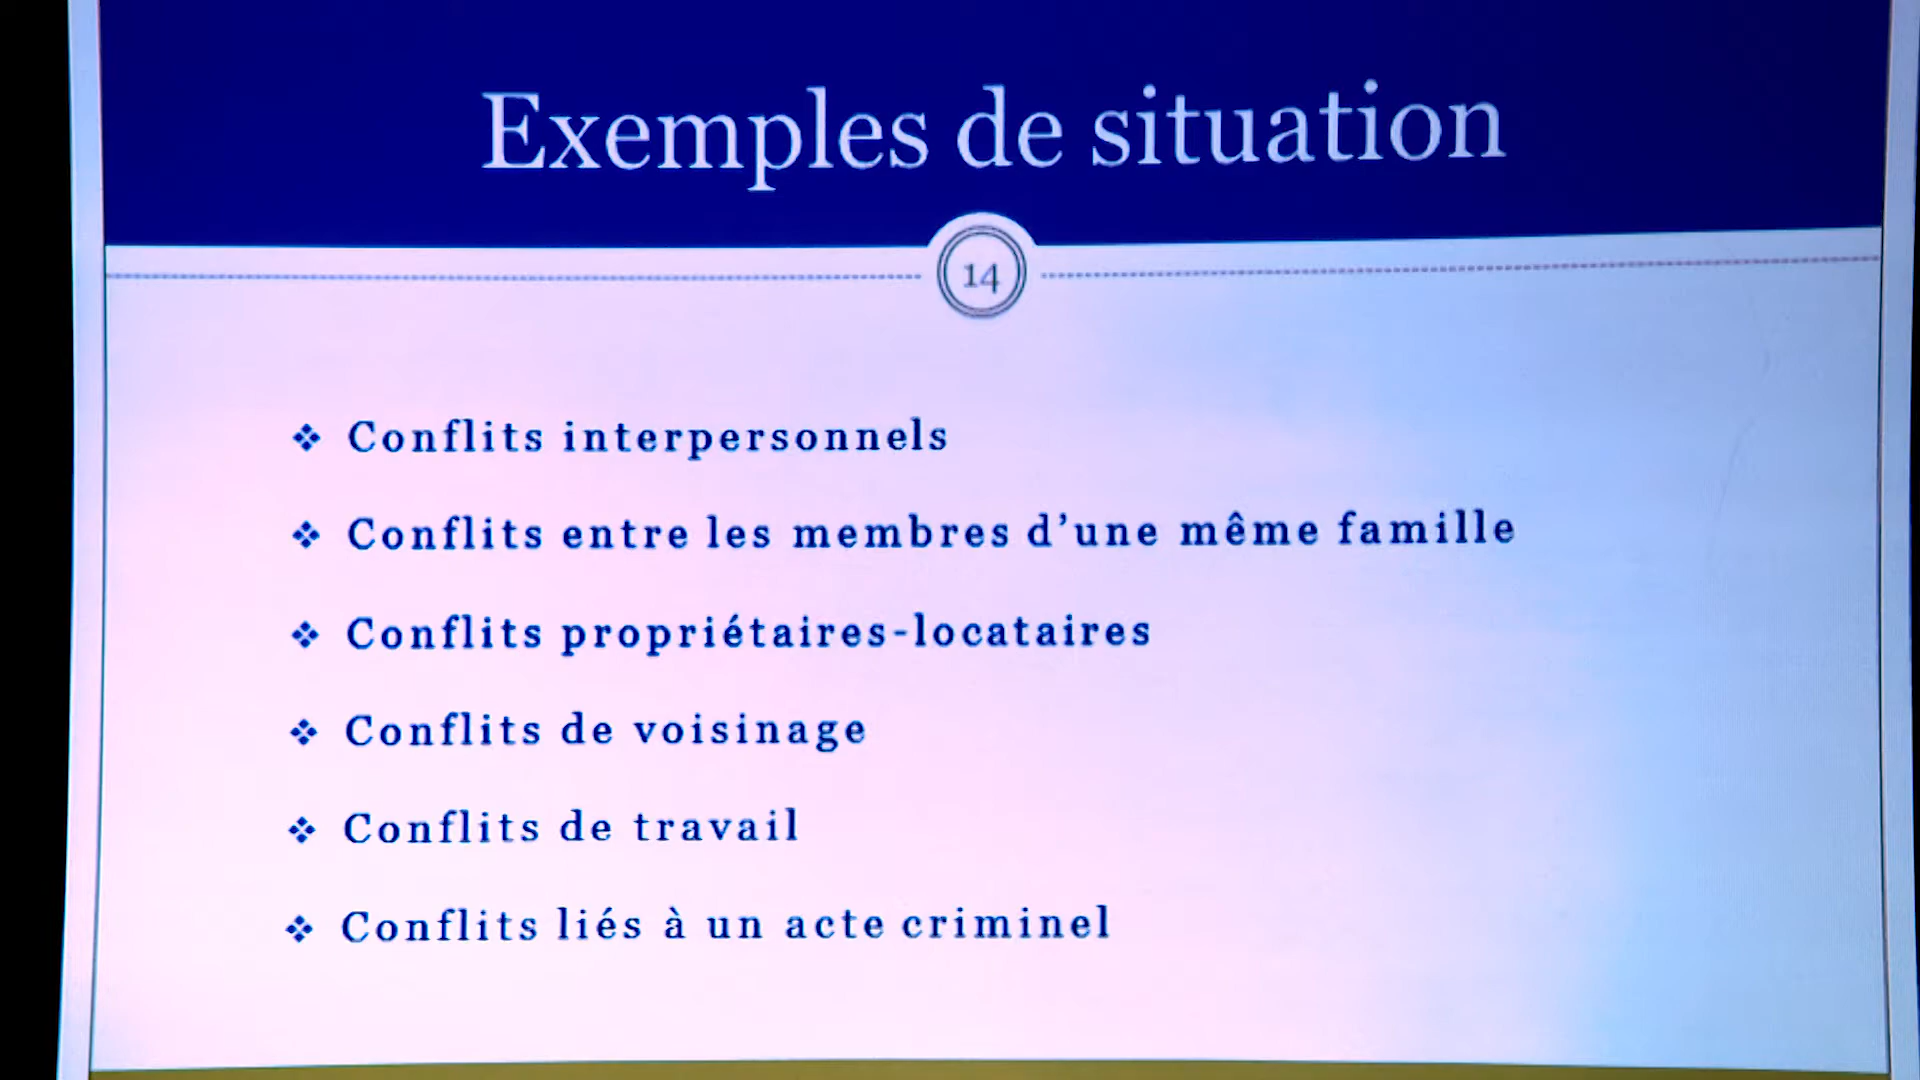 Exemples de situation
14
❖ Conflits interpersonnels
❖ Conflits entre les membres d’une même famille
❖ Conflits propriétaires-locataires
❖ Conflits de voisinage
❖ Conflits de travail
❖ Conflits liés à un acte criminel